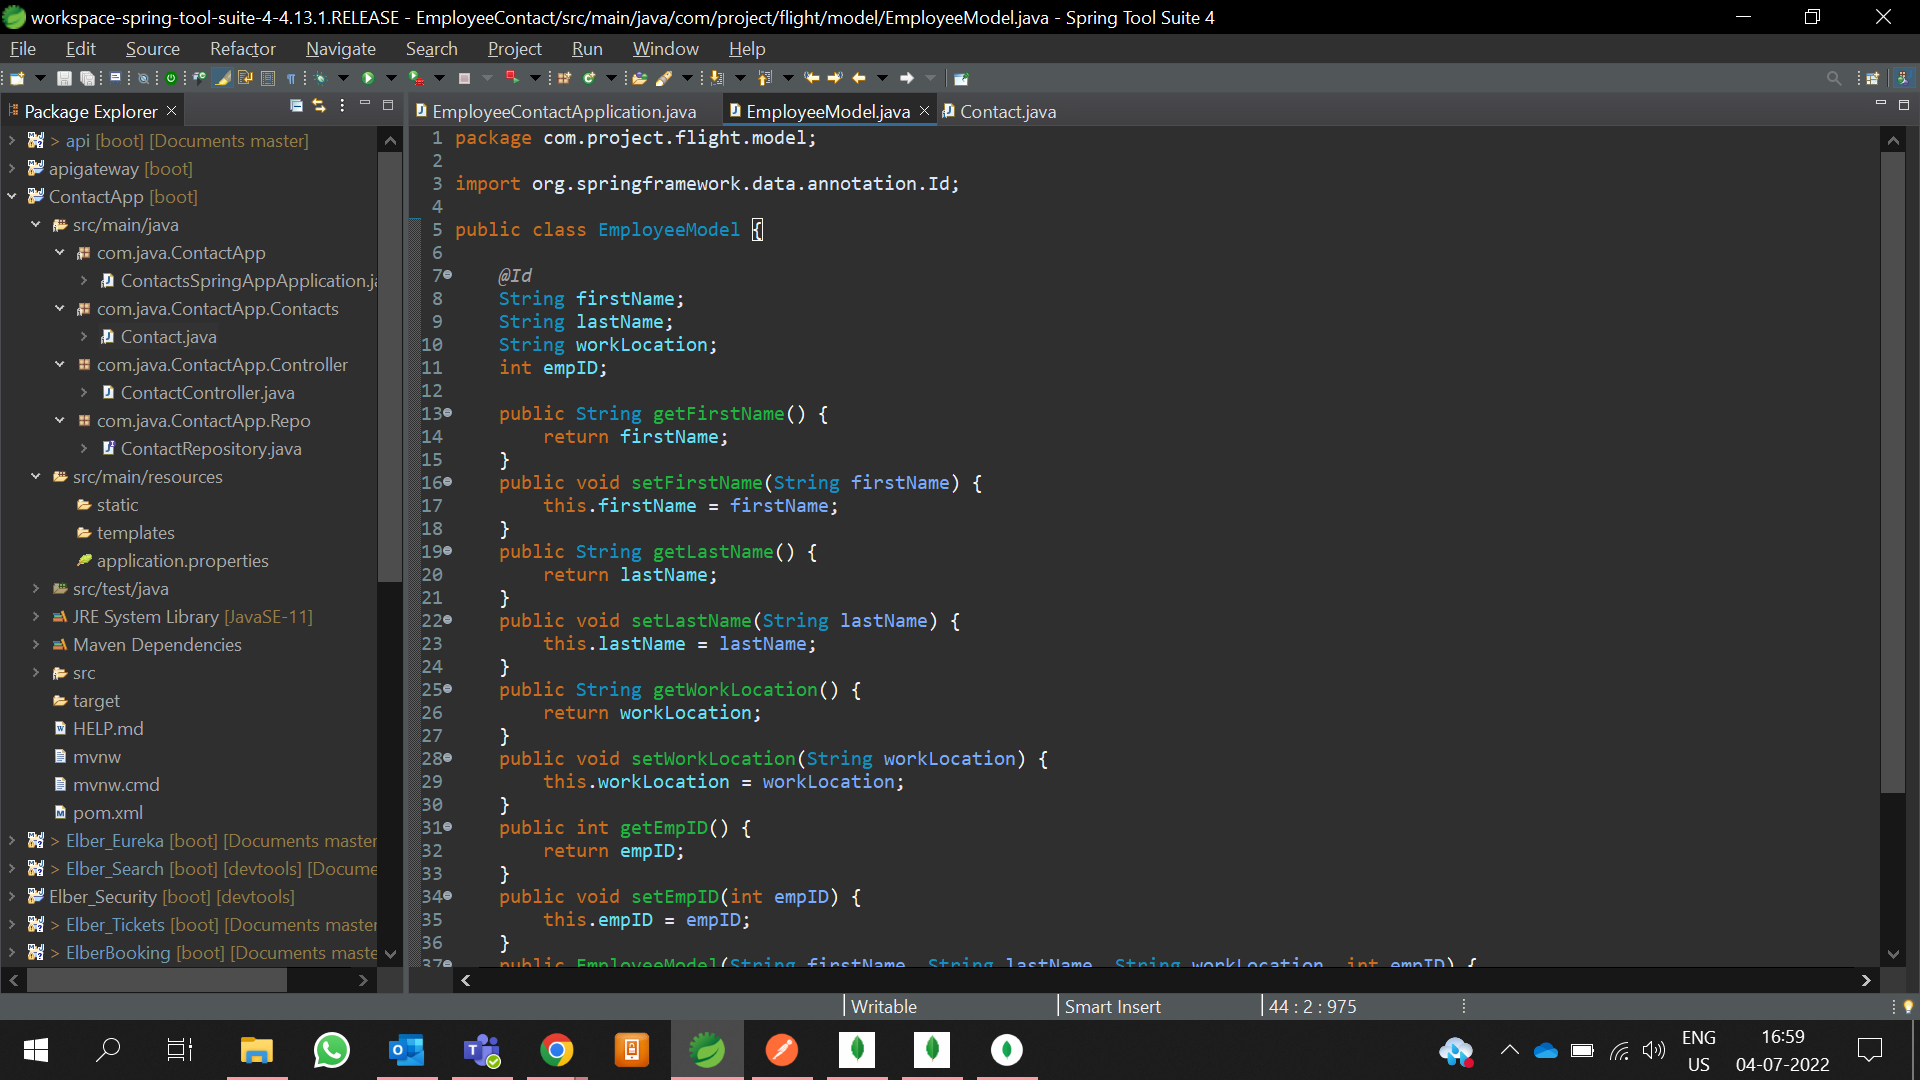 workspace-spring-tool-suite-4-4.13.1.RELEASE - EmployeeContact/src/main/java/com/project/flight/model/EmployeeModel.java - Spring Tool Suite 4
File Edit Source Refactor Navigate Search Project Run Window Help
Package Explorer
> api [boot] [Documents master]
apigateway [boot]
ContactApp [boot]
src/main/java
com.java.ContactApp
ContactsSpringAppApplication.ja
com.java.ContactApp.Contacts
Contact.java
com.java.ContactApp.Controller
ContactController.java
com.java.ContactApp.Repo
ContactRepository.java
src/main/resources
static
templates
application.properties
src/test/java
JRE System Library [JavaSE-11]
Maven Dependencies
src
target
HELP.md
mvnw
mvnw.cmd
pom.xml
> Elber_Eureka [boot] [Documents master
> Elber_Search [boot] [devtools] [Docume
Elber_Security [boot] [devtools]
> Elber_Tickets [boot] [Documents master
> ElberBooking [boot] [Documents maste
EmployeeContactApplication.java EmployeeModel.java Contact.java
1 package com.project.flight.model;
2
3 import org.springframework.data.annotation.Id;
4
5 public class EmployeeModel {
6
7 @Id
8 String firstName;
9 String lastName;
10 String workLocation;
11 int empID;
12
13 public String getFirstName() {
14 return firstName;
15 }
16 public void setFirstName(String firstName) {
17 this.firstName = firstName;
18 }
19 public String getLastName() {
20 return lastName;
21 }
22 public void setLastName(String lastName) {
23 this.lastName = lastName;
24 }
25 public String getWorkLocation() {
26 return workLocation;
27 }
28 public void setWorkLocation(String workLocation) {
29 this.workLocation = workLocation;
30 }
31 public int getEmpID() {
32 return empID;
33 }
34 public void setEmpID(int empID) {
35 this.empID = empID;
36 }
37 public EmployeeModel(String firstName, String lastName, String workLocation, int empID) {
Writable Smart Insert 44 : 2 : 975
ENG
US
16:59
04-07-2022